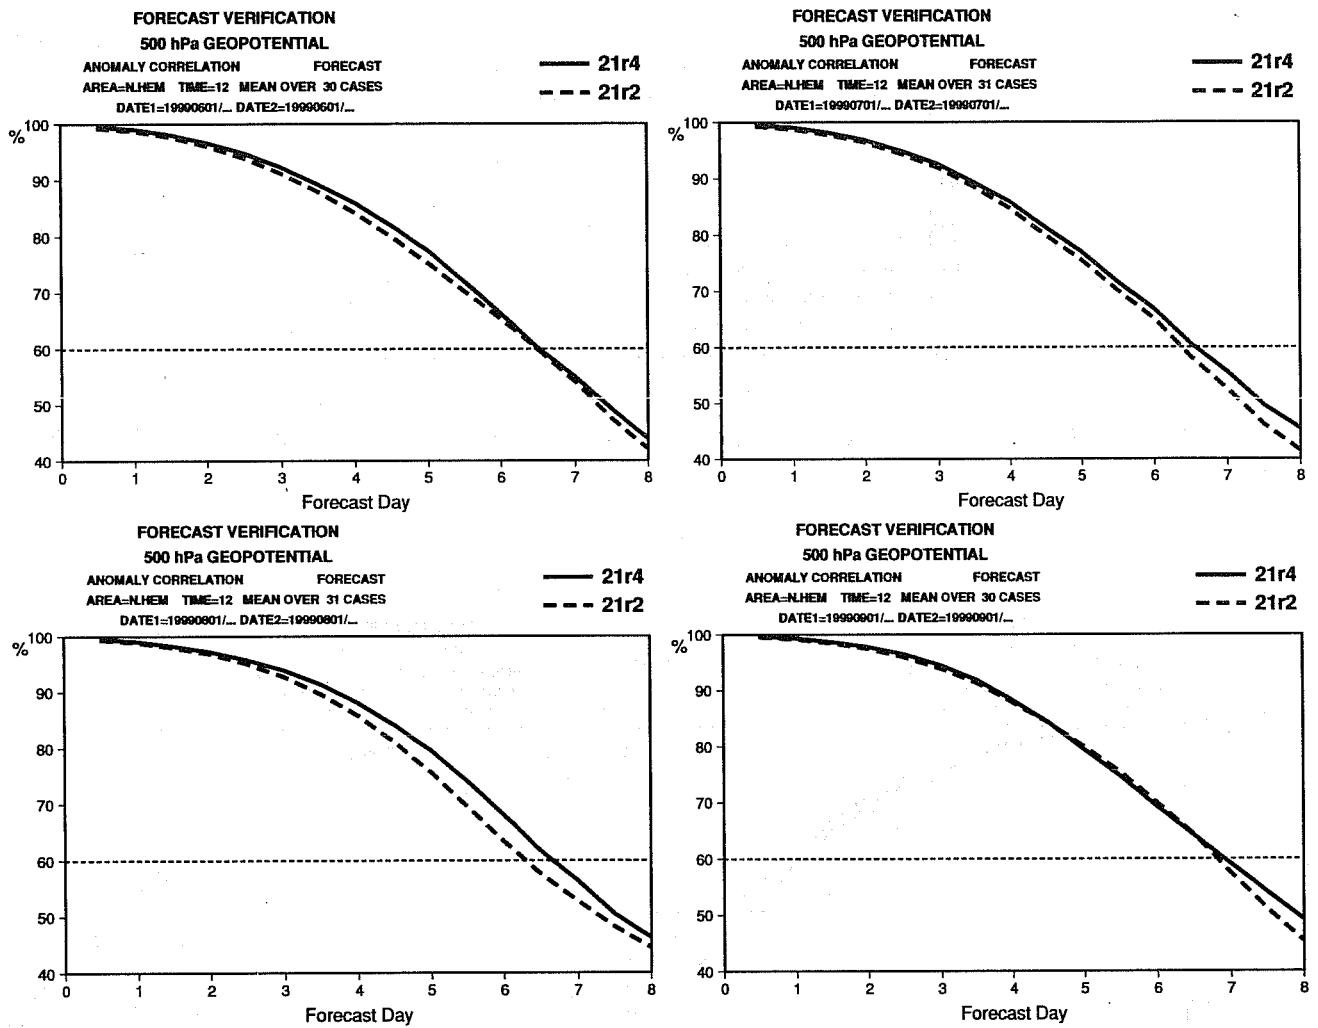 FORECAST VERIFICATION
500 hPa GEOPOTENTIAL
ANOMALY CORRELATION FORECAST
AREA=N.HEM TIME=12 MEAN OVER 30 CASES
DATE1=19990601/... DATE2=19990601/...
21r4
21r2
%
100
90
80
70
60
50
40
0 1 2 3 4 5 6 7 8
Forecast Day
FORECAST VERIFICATION
500 hPa GEOPOTENTIAL
ANOMALY CORRELATION FORECAST
AREA=N.HEM TIME=12 MEAN OVER 31 CASES
DATE1=19990701/... DATE2=19990701/...
21r4
21r2
%
100
90
80
70
60
50
40
0 1 2 3 4 5 6 7 8
Forecast Day
FORECAST VERIFICATION
500 hPa GEOPOTENTIAL
ANOMALY CORRELATION FORECAST
AREA=N.HEM TIME=12 MEAN OVER 31 CASES
DATE1=19990801/... DATE2=19990801/...
21r4
21r2
%
100
90
80
70
60
50
40
0 1 2 3 4 5 6 7 8
Forecast Day
FORECAST VERIFICATION
500 hPa GEOPOTENTIAL
ANOMALY CORRELATION FORECAST
AREA=N.HEM TIME=12 MEAN OVER 30 CASES
DATE1=19990901/... DATE2=19990901/...
21r4
21r2
%
100
90
80
70
60
50
40
0 1 2 3 4 5 6 7 8
Forecast Day